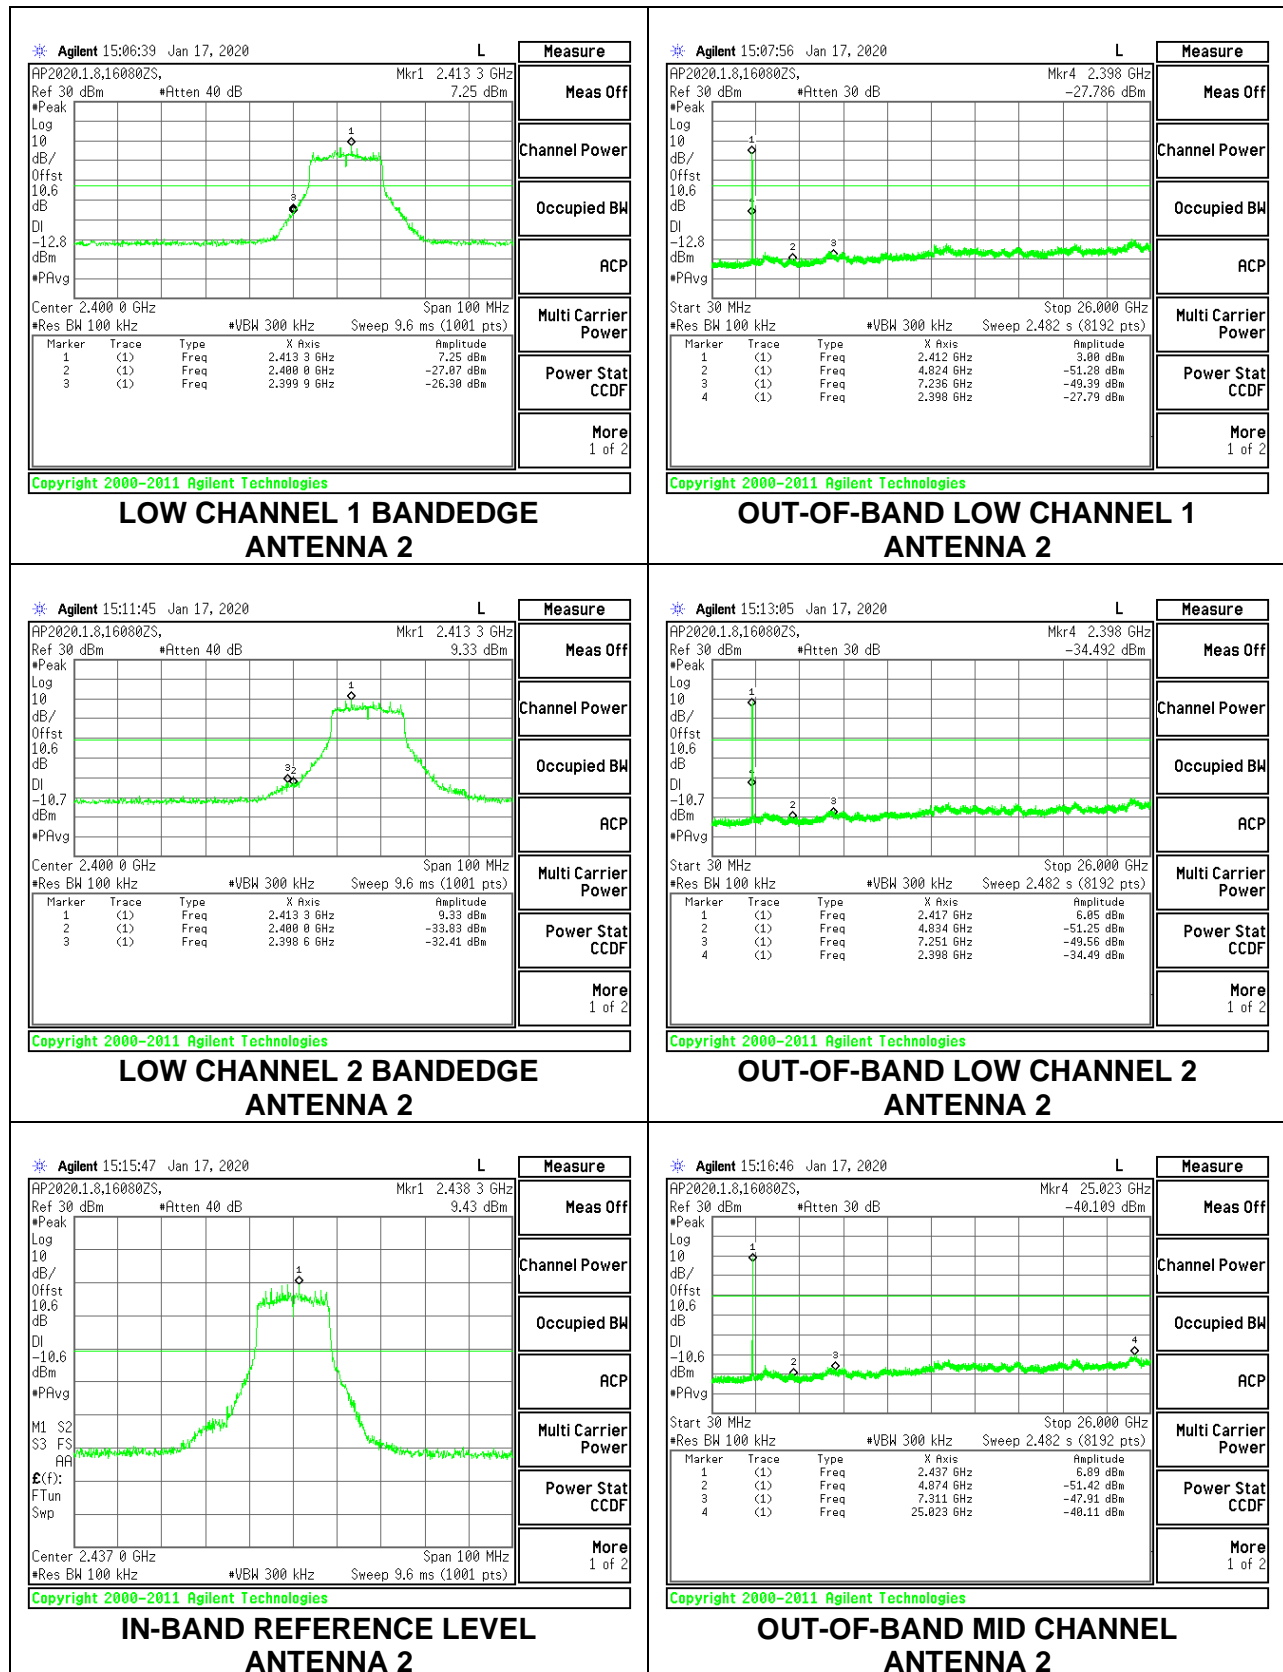 Agilent 15:06:39 Jan 17, 2020 L Measure
AP2020.1.8,16080ZS, Mkr1 2.413 3 GHz
Ref 30 dBm #Atten 40 dB 7.25 dBm Meas Off
#Peak
Log
10
dB/
Offst
10.6
dB
DI
-12.8
dBm
#PAvg
1
3
Channel Power
Occupied BW
ACP
Center 2.400 0 GHz Span 100 MHz
#Res BW 100 kHz #VBW 300 kHz Sweep 9.6 ms (1001 pts)
Multi Carrier
Power
Marker Trace Type X Axis Amplitude
1 (1) Freq 2.413 3 GHz 7.25 dBm
2 (1) Freq 2.400 0 GHz -27.07 dBm
3 (1) Freq 2.399 9 GHz -26.30 dBm
Power Stat
CCDF
More
1 of 2
Copyright 2000-2011 Agilent Technologies
LOW CHANNEL 1 BANDEDGE
ANTENNA 2
Agilent 15:07:56 Jan 17, 2020 L Measure
AP2020.1.8,16080ZS, Mkr4 2.398 GHz
Ref 30 dBm #Atten 40 dB -27.786 dBm Meas Off
#Peak
Log
10
dB/
Offst
10.6
dB
DI
-12.8
dBm
#PAvg
1
4
2
3
Channel Power
Occupied BW
ACP
Start 30 MHz Stop 26.000 GHz
#Res BW 100 kHz #VBW 300 kHz Sweep 2.482 s (8192 pts)
Multi Carrier
Power
Marker Trace Type X Axis Amplitude
1 (1) Freq 2.412 GHz 3.00 dBm
2 (1) Freq 4.824 GHz -51.28 dBm
3 (1) Freq 7.236 GHz -49.39 dBm
4 (1) Freq 2.398 GHz -27.79 dBm
Power Stat
CCDF
More
1 of 2
Copyright 2000-2011 Agilent Technologies
OUT-OF-BAND LOW CHANNEL 1
ANTENNA 2
Agilent 15:11:45 Jan 17, 2020 L Measure
AP2020.1.8,16080ZS, Mkr1 2.413 3 GHz
Ref 30 dBm #Atten 40 dB 9.33 dBm Meas Off
#Peak
Log
10
dB/
Offst
10.6
dB
DI
-10.7
dBm
#PAvg
1
3 2
Channel Power
Occupied BW
ACP
Center 2.400 0 GHz Span 100 MHz
#Res BW 100 kHz #VBW 300 kHz Sweep 9.6 ms (1001 pts)
Multi Carrier
Power
Marker Trace Type X Axis Amplitude
1 (1) Freq 2.413 3 GHz 9.33 dBm
2 (1) Freq 2.400 0 GHz -33.83 dBm
3 (1) Freq 2.398 6 GHz -32.41 dBm
Power Stat
CCDF
More
1 of 2
Copyright 2000-2011 Agilent Technologies
LOW CHANNEL 2 BANDEDGE
ANTENNA 2
Agilent 15:13:05 Jan 17, 2020 L Measure
AP2020.1.8,16080ZS, Mkr4 2.398 GHz
Ref 30 dBm #Atten 30 dB -34.492 dBm Meas Off
#Peak
Log
10
dB/
Offst
10.6
dB
DI
-10.7
dBm
#PAvg
1
4
2
3
Channel Power
Occupied BW
ACP
Start 30 MHz Stop 26.000 GHz
#Res BW 100 kHz #VBW 300 kHz Sweep 2.482 s (8192 pts)
Multi Carrier
Power
Marker Trace Type X Axis Amplitude
1 (1) Freq 2.417 GHz 6.05 dBm
2 (1) Freq 4.834 GHz -51.25 dBm
3 (1) Freq 7.251 GHz -49.56 dBm
4 (1) Freq 2.398 GHz -34.49 dBm
Power Stat
CCDF
More
1 of 2
Copyright 2000-2011 Agilent Technologies
OUT-OF-BAND LOW CHANNEL 2
ANTENNA 2
Agilent 15:15:47 Jan 17, 2020 L Measure
AP2020.1.8,16080ZS, Mkr1 2.438 3 GHz
Ref 30 dBm #Atten 40 dB 9.43 dBm Meas Off
#Peak
Log
10
dB/
Offst
10.6
dB
DI
-10.6
dBm
#PAvg
1
M1 S2
S3 FS
AA
£(f):
FTun
Swp
Channel Power
Occupied BW
ACP
Multi Carrier
Power
Power Stat
CCDF
More
1 of 2
Center 2.437 0 GHz Span 100 MHz
#Res BW 100 kHz #VBW 300 kHz Sweep 9.6 ms (1001 pts)
Copyright 2000-2011 Agilent Technologies
IN-BAND REFERENCE LEVEL
ANTENNA 2
Agilent 15:16:46 Jan 17, 2020 L Measure
AP2020.1.8,16080ZS, Mkr4 25.023 GHz
Ref 30 dBm #Atten 30 dB -40.109 dBm Meas Off
#Peak
Log
10
dB/
Offst
10.6
dB
DI
-10.6
dBm
#PAvg
1
2
3
4
Channel Power
Occupied BW
ACP
Start 30 MHz Stop 26.000 GHz
#Res BW 100 kHz #VBW 300 kHz Sweep 2.482 s (8192 pts)
Multi Carrier
Power
Marker Trace Type X Axis Amplitude
1 (1) Freq 2.437 GHz 6.89 dBm
2 (1) Freq 4.874 GHz -51.42 dBm
3 (1) Freq 7.311 GHz -47.91 dBm
4 (1) Freq 25.023 GHz -40.11 dBm
Power Stat
CCDF
More
1 of 2
Copyright 2000-2011 Agilent Technologies
OUT-OF-BAND MID CHANNEL
ANTENNA 2